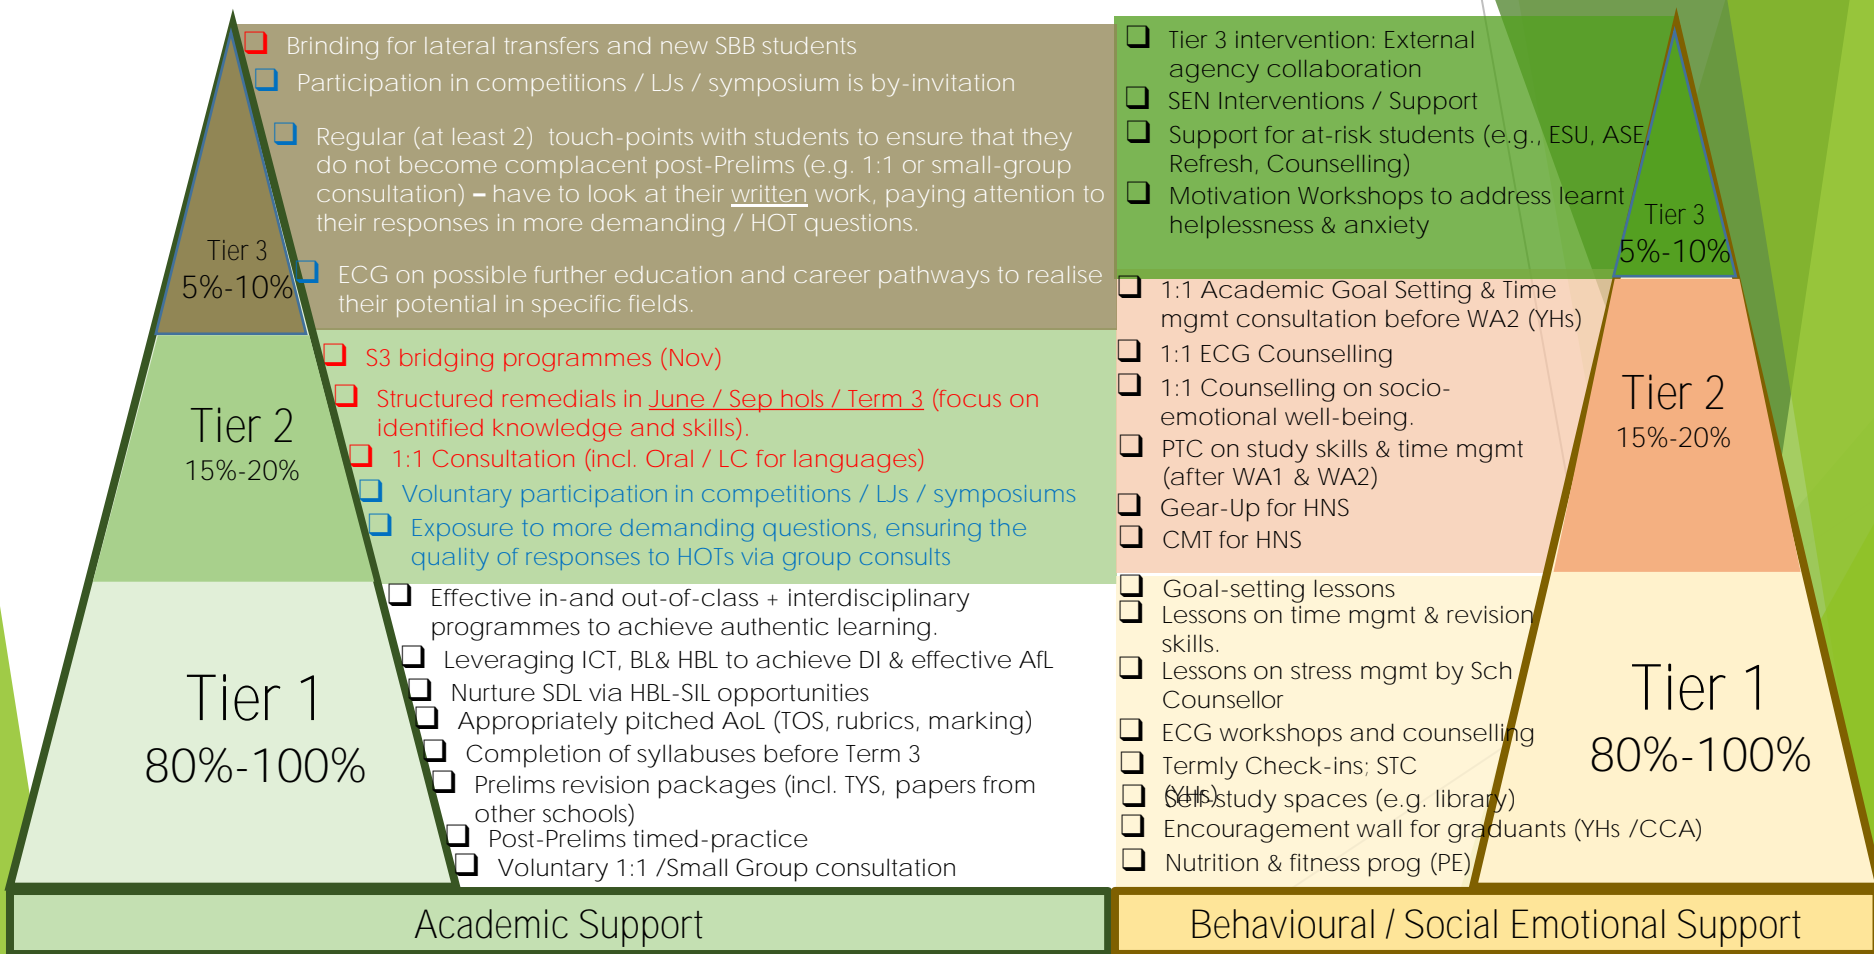 Brinding for lateral transfers and new SBB students
Participation in competitions / LJs / symposium is by-invitation
Regular (at least 2) touch-points with students to ensure that they
do not become complacent post-Prelims (e.g. 1:1 or small-group
consultation) – have to look at their written work, paying attention to
their responses in more demanding / HOT questions.
ECG on possible further education and career pathways to realise
their potential in specific fields.
Tier 3
5%-10%
S3 bridging programmes (Nov)
Structured remedials in June / Sep hols / Term 3 (focus on
identified knowledge and skills).
1:1 Consultation (incl. Oral / LC for languages)
Voluntary participation in competitions / LJs / symposiums
Exposure to more demanding questions, ensuring the
quality of responses to HOTs via group consults
Tier 2
15%-20%
Effective in-and out-of-class + interdisciplinary
programmes to achieve authentic learning.
Leveraging ICT, BL& HBL to achieve DI & effective AfL
Nurture SDL via HBL-SIL opportunities
Appropriately pitched AoL (TOS, rubrics, marking)
Completion of syllabuses before Term 3
Prelims revision packages (incl. TYS, papers from
other schools)
Post-Prelims timed-practice
Voluntary 1:1 /Small Group consultation
Tier 1
80%-100%
Academic Support
Tier 3 intervention: External
agency collaboration
SEN Interventions / Support
Support for at-risk students (e.g., ESU, ASE,
Refresh, Counselling)
Motivation Workshops to address learnt
helplessness & anxiety
Tier 3
5%-10%
1:1 Academic Goal Setting & Time
mgmt consultation before WA2 (YHs)
1:1 ECG Counselling
1:1 Counselling on socio-
emotional well-being.
PTC on study skills & time mgmt
(after WA1 & WA2)
Gear-Up for HNS
CMT for HNS
Tier 2
15%-20%
Goal-setting lessons
Lessons on time mgmt & revision
skills.
Lessons on stress mgmt by Sch
Counsellor
ECG workshops and counselling
Termly Check-ins; STC
(YHs)
Self-study spaces (e.g. library)
Encouragement wall for graduants (YHs /CCA)
Nutrition & fitness prog (PE)
Tier 1
80%-100%
Behavioural / Social Emotional Support